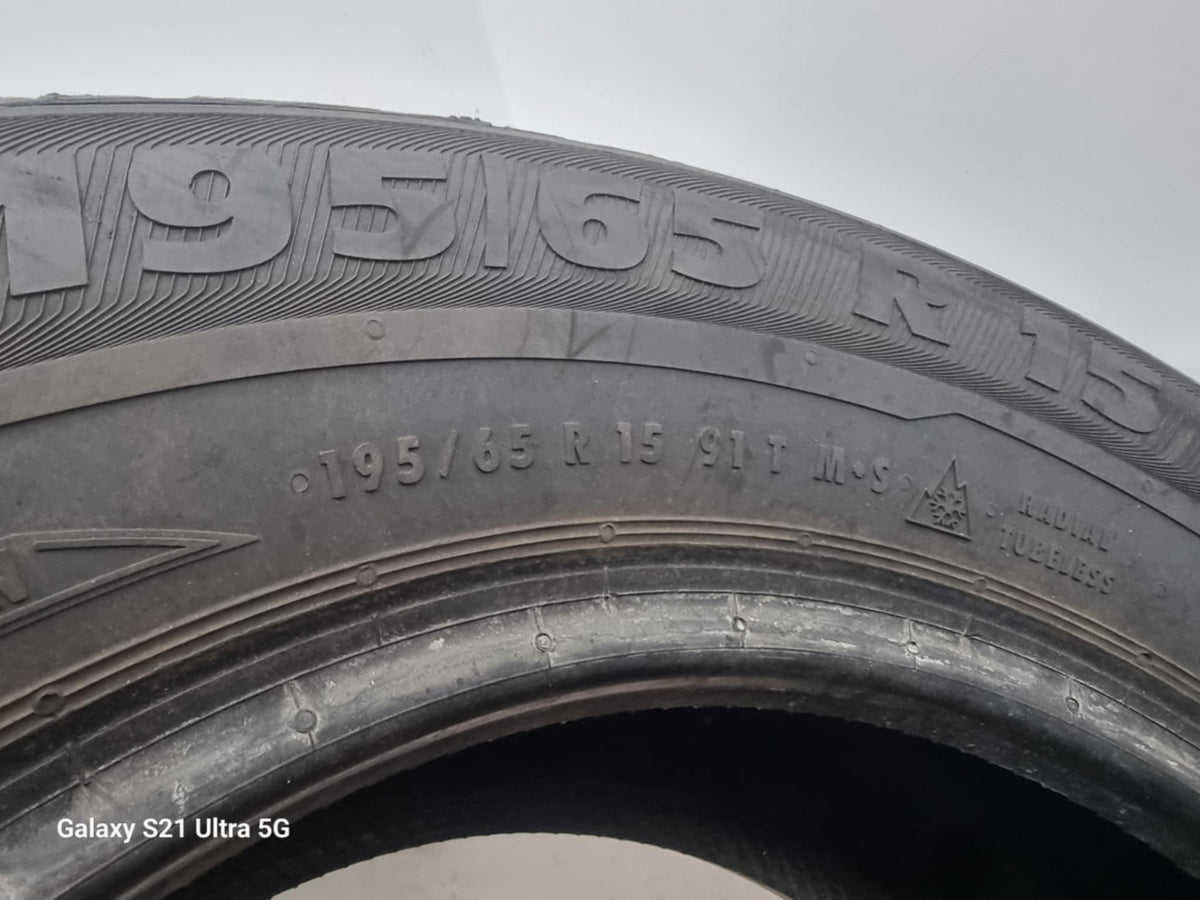 195/65 R 15
195/65 R 15 91 T M•S
RADIAL
TUBELESS
Galaxy S21 Ultra 5G